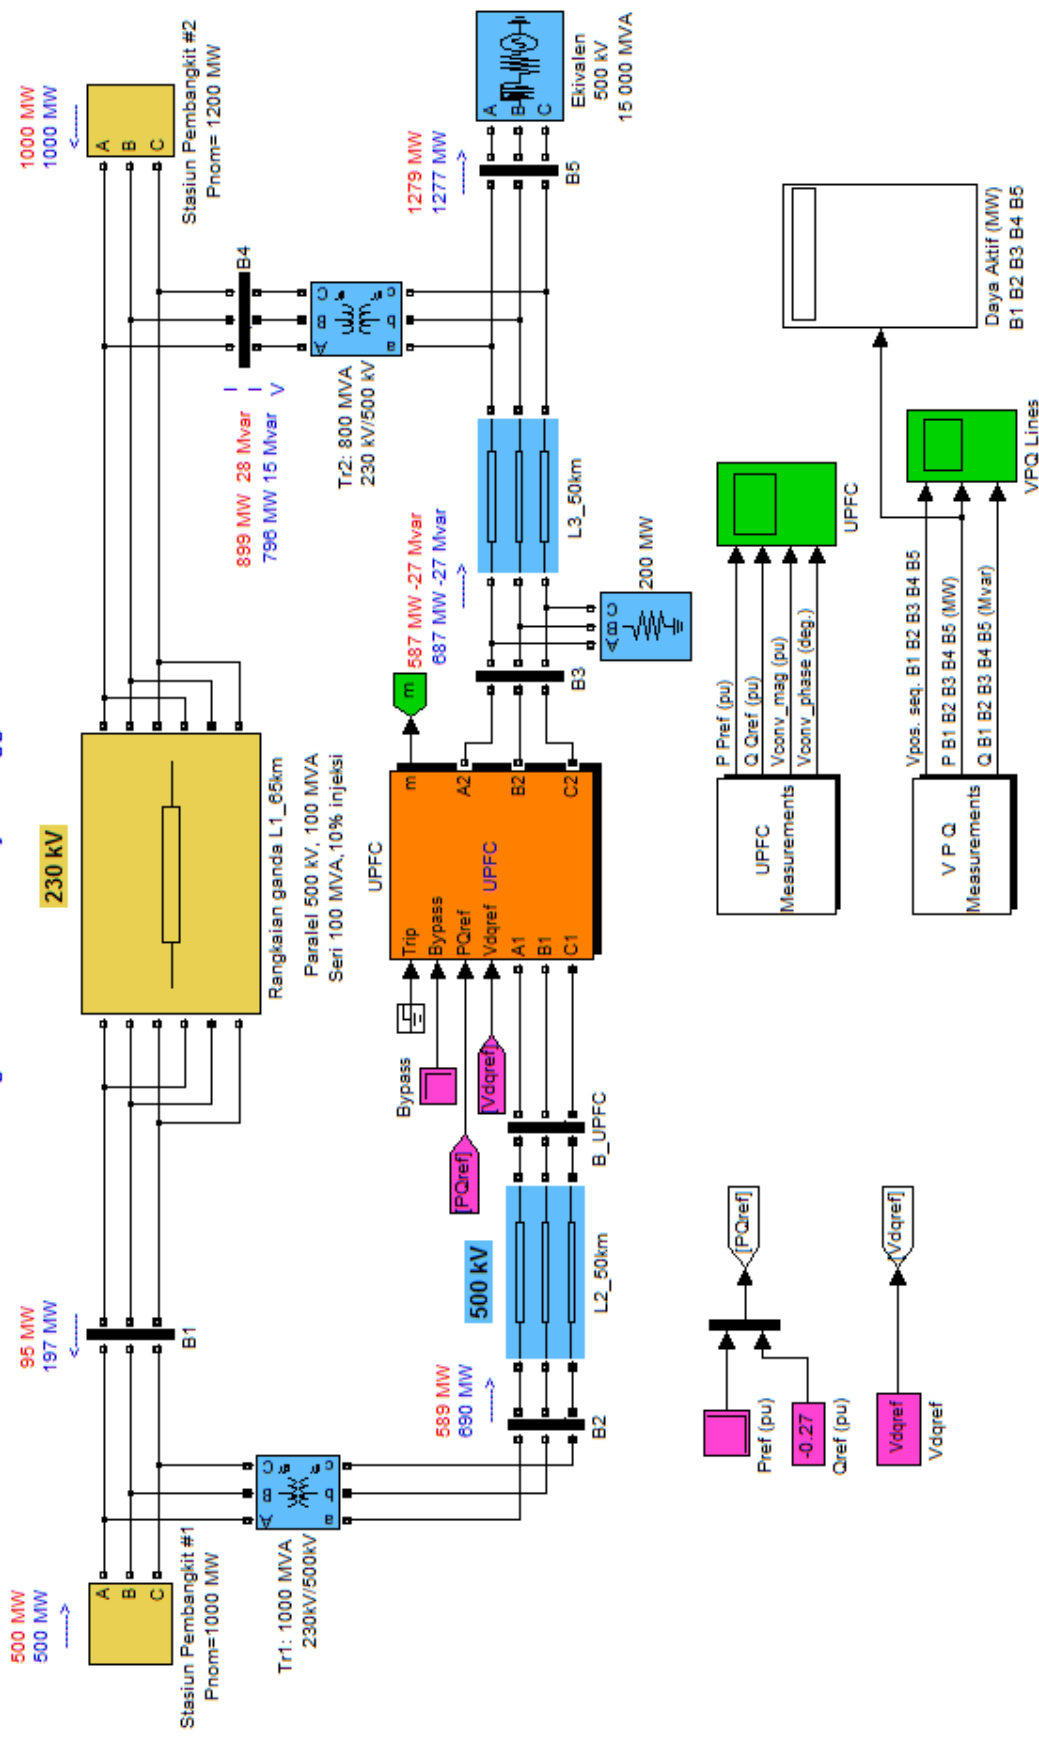 500 MW
500 MW
----->
A
B
C
Stasiun Pembangkit #1
Pnom=1000 MW
95 MW
197 MW
<-----
B1
230 kV
Rangkaian ganda L1_65km
Paralel 500 kV, 100 MVA
Seri 100 MVA,10% injeksi
1000 MW
1000 MW
<-----
A
B
C
Stasiun Pembangkit #2
Pnom= 1200 MW
Tr1: 1000 MVA
230kV/500kV
A
B
C
a
b
c
589 MW
690 MW
----->
B2
500 kV
L2_50km
B_UPFC
Bypass
[PQref]
[Vdqref]
Trip
Bypass
PQref
Vdqref
A1
B1
C1
UPFC
UPFC
m
A2
B2
C2
m
587 MW -27 Mvar
687 MW -27 Mvar
----->
B3
200 MW
A
B
C
L3_50km
899 MW 28 Mvar
796 MW 15 Mvar
B4
Tr2: 800 MVA
230 kV/500 kV
A
B
C
a
b
c
1279 MW
1277 MW
----->
B5
A
B
C
Ekivalen
500 kV
15 000 MVA
Pref (pu)
-0.27
Qref (pu)
[PQref]
Vdqref
Vdqref
[Vdqref]
UPFC
Measurements
P Pref (pu)
Q Qref (pu)
Vconv_mag (pu)
Vconv_phase (deg.)
UPFC
V P Q
Measurements
Vpos. seq. B1 B2 B3 B4 B5
P B1 B2 B3 B4 B5 (MW)
Q B1 B2 B3 B4 B5 (Mvar)
VPQ Lines
Daya Aktif (MW)
B1 B2 B3 B4 B5